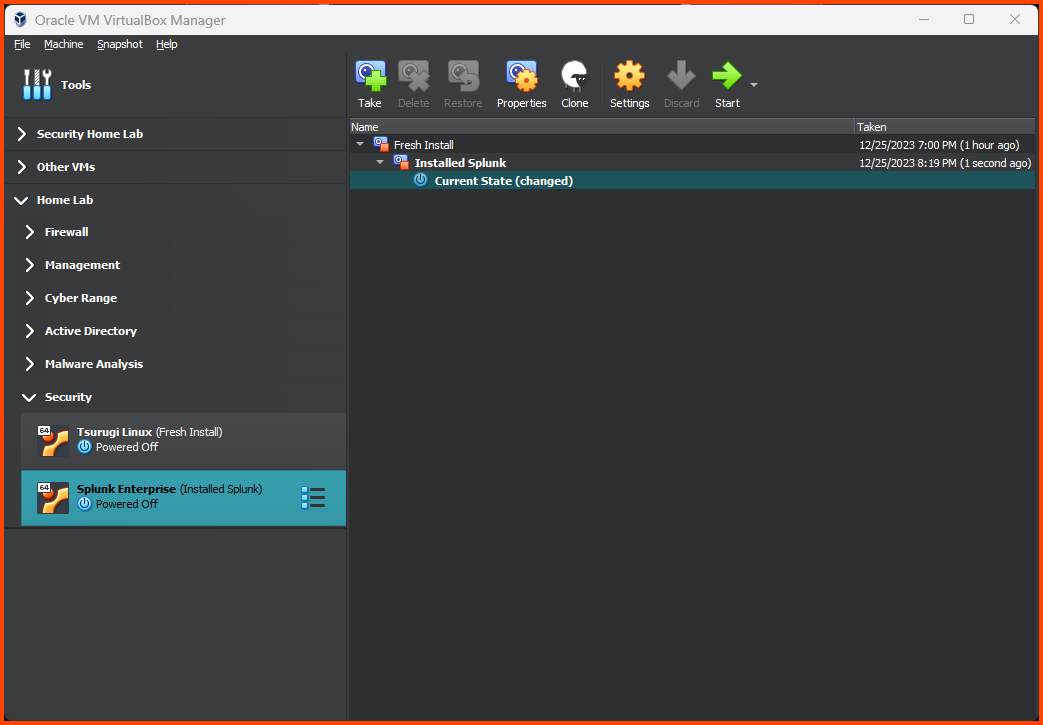 Oracle VM VirtualBox Manager
File Machine Snapshot Help
Tools
Take Delete Restore Properties Clone Settings Discard Start
Name Taken
Fresh Install 12/25/2023 7:00 PM (1 hour ago)
Installed Splunk 12/25/2023 8:19 PM (1 second ago)
Current State (changed)
Security Home Lab
Other VMs
Home Lab
Firewall
Management
Cyber Range
Active Directory
Malware Analysis
Security
64
Tsurugi Linux (Fresh Install)
Powered Off
64
Splunk Enterprise (Installed Splunk)
Powered Off